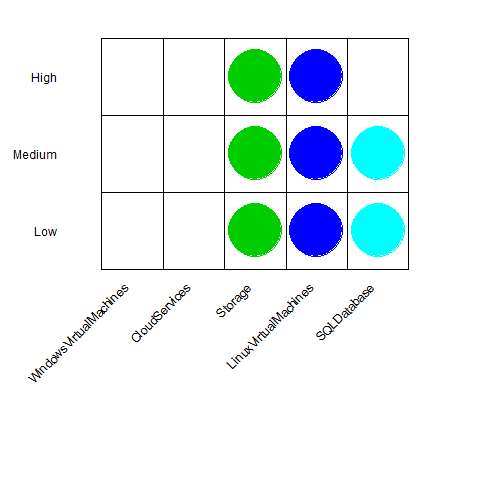 High
Medium
Low
WindowsVirtualMachines
CloudServices
Storage
LinuxVirtualMachines
SQLDatabase